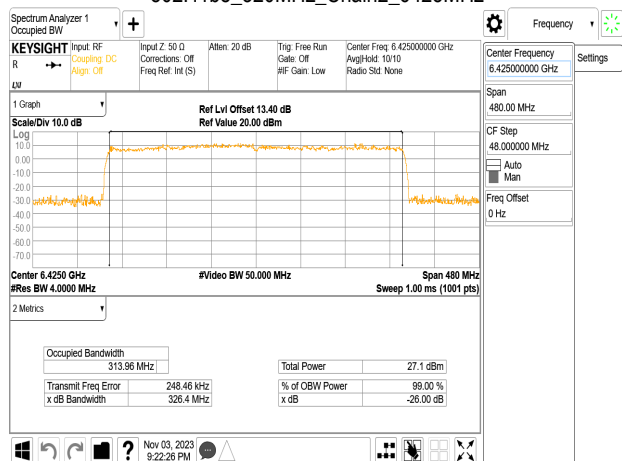 Spectrum Analyzer 1
Occupied BW
Frequency
KEYSIGHT
R
Input: RF
Coupling: DC
Align: Off
Input Z: 50 Ω
Corrections: Off
Freq Ref: Int (S)
Atten: 20 dB
Trig: Free Run
Gate: Off
#IF Gain: Low
Center Freq: 6.425000000 GHz
Avg|Hold: 10/10
Radio Std: None
Center Frequency
6.425000000 GHz
Settings
Span
480.00 MHz
CF Step
48.000000 MHz
Auto
Man
Freq Offset
0 Hz
1 Graph
Ref Lvl Offset 13.40 dB
Scale/Div 10.0 dB
Ref Value 20.00 dBm
Log
10.0
0.00
-10.0
-20.0
-30.0
-40.0
-50.0
-60.0
-70.0
Center 6.4250 GHz
#Video BW 50.000 MHz
Span 480 MHz
#Res BW 4.0000 MHz
Sweep 1.00 ms (1001 pts)
2 Metrics
Occupied Bandwidth
313.96 MHz
Total Power 27.1 dBm
Transmit Freq Error 248.46 kHz
% of OBW Power 99.00 %
x dB Bandwidth 326.4 MHz
x dB -26.00 dB
?
Nov 03, 2023
9:22:26 PM